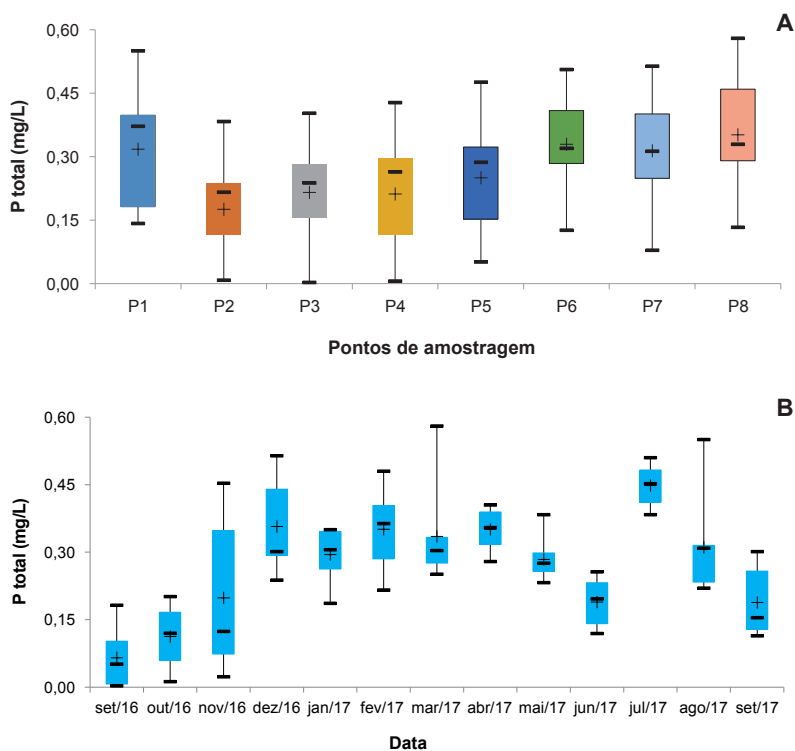 A
P total (mg/L)
0,60
0,45
0,30
0,15
0,00
P1 P2 P3 P4 P5 P6 P7 P8
Pontos de amostragem
B
P total (mg/L)
0,60
0,45
0,30
0,15
0,00
set/16 out/16 nov/16 dez/16 jan/17 fev/17 mar/17 abr/17 mai/17 jun/17 jul/17 ago/17 set/17
Data